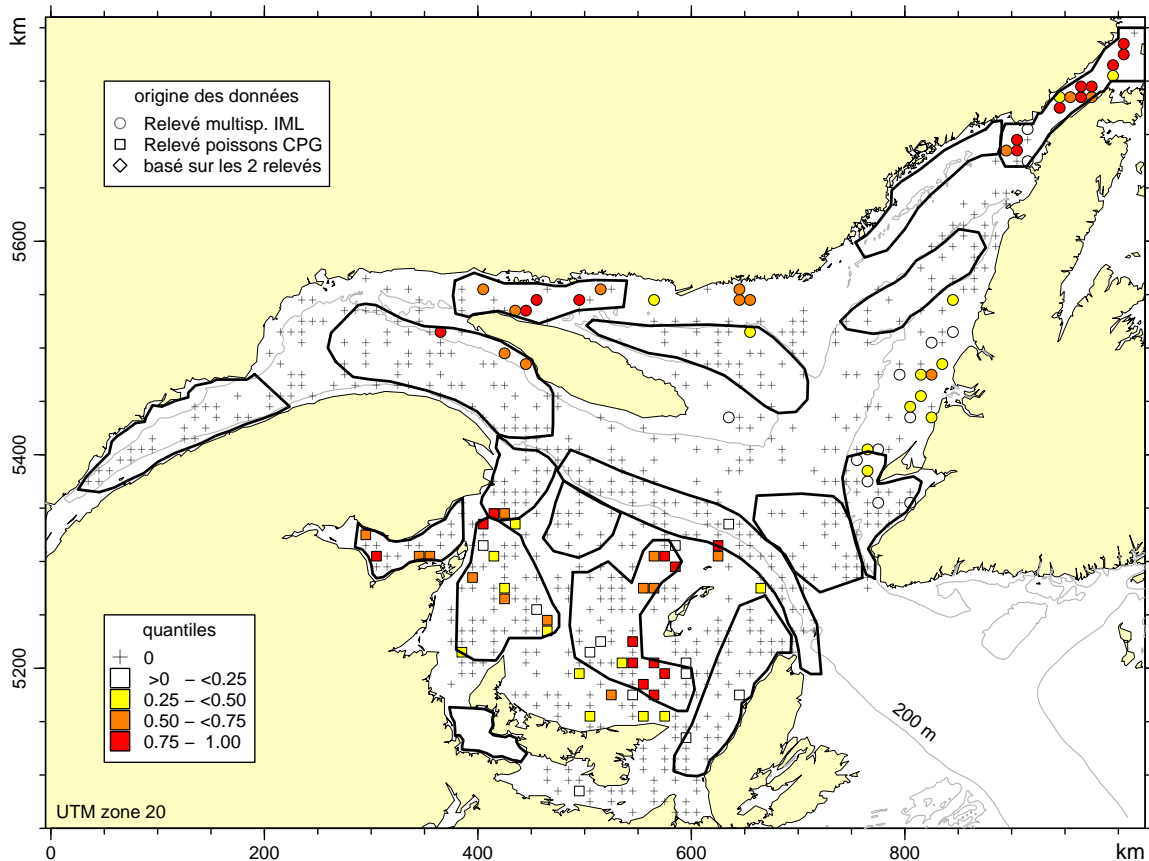 km
5600
5400
5200
origine des données
Relevé multisp. IML
Relevé poissons CPG
basé sur les 2 relevés
quantiles
0
>0 – <0.25
0.25 – <0.50
0.50 – <0.75
0.75 – 1.00
200 m
UTM zone 20
0 200 400 600 800 km